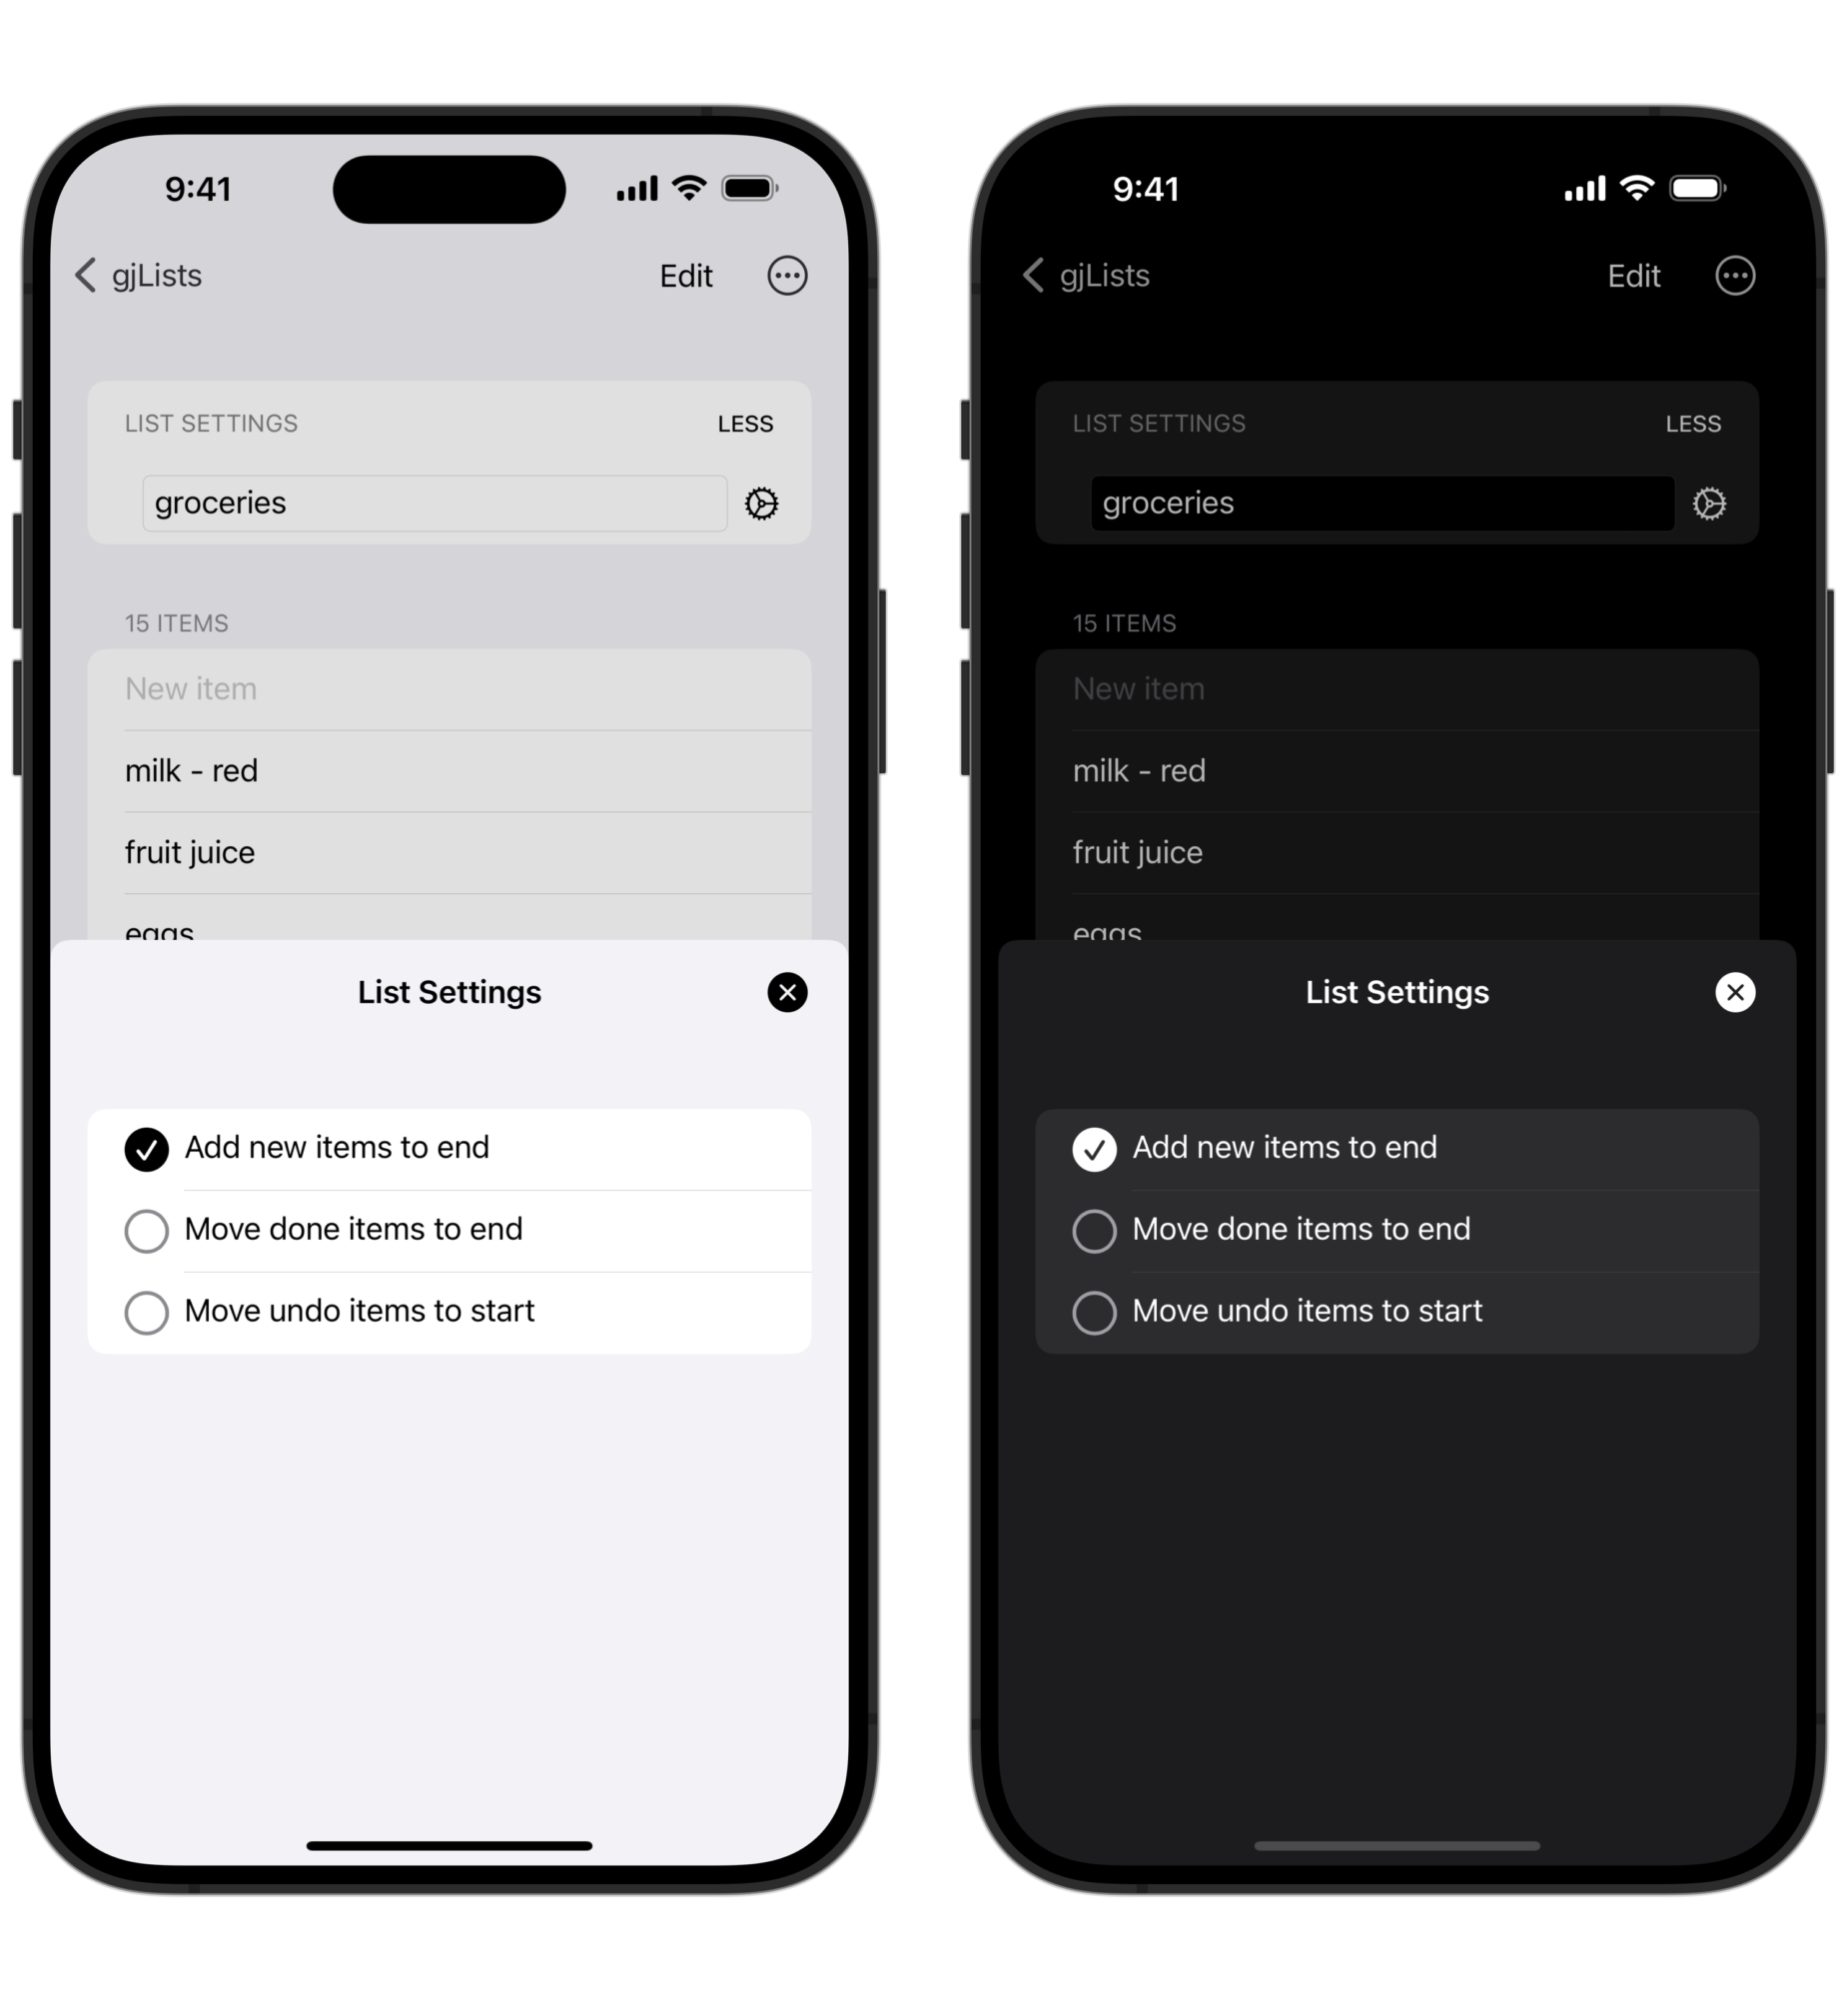 9:41
gjLists Edit
LIST SETTINGS LESS
groceries
15 ITEMS
New item
milk - red
fruit juice
eggs
List Settings
Add new items to end
Move done items to end
Move undo items to start
9:41
gjLists Edit
LIST SETTINGS LESS
groceries
15 ITEMS
New item
milk - red
fruit juice
eggs
List Settings
Add new items to end
Move done items to end
Move undo items to start